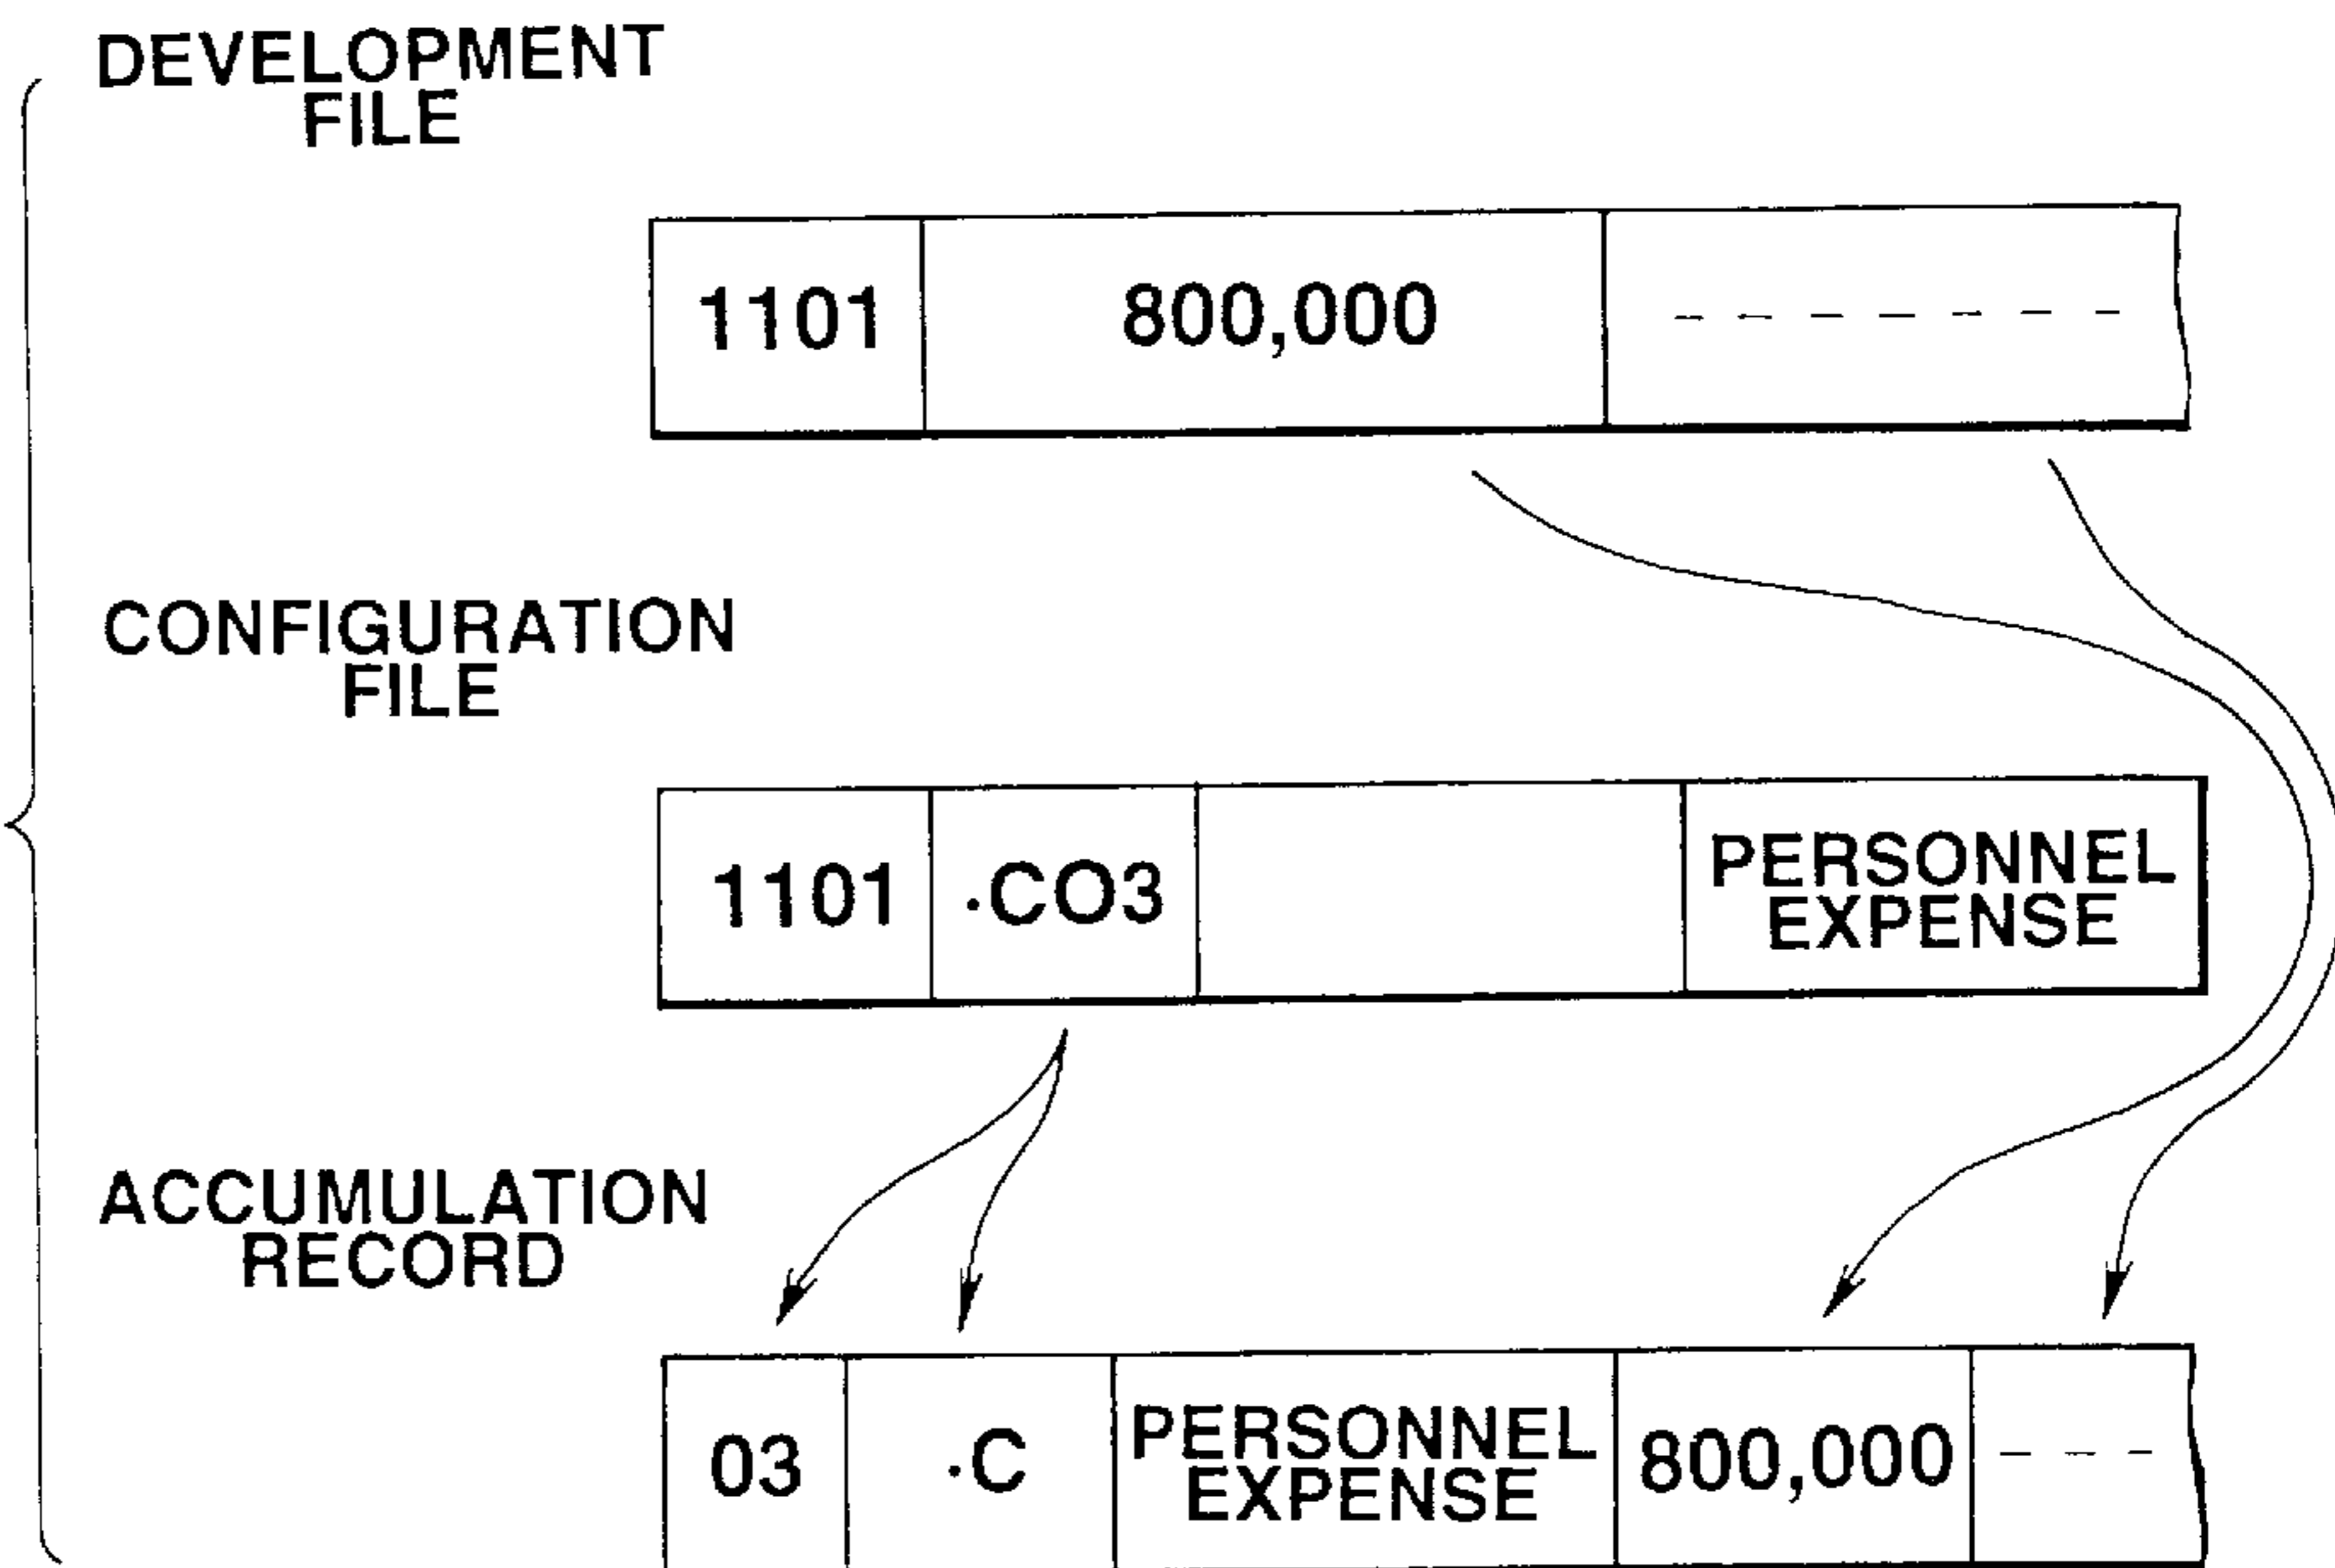 DEVELOPMENT
FILE
1101 800,000 - - - - - - -
CONFIGURATION
FILE
1101 ·CO3 PERSONNEL
EXPENSE
ACCUMULATION
RECORD
03 ·C PERSONNEL
EXPENSE 800,000 - - -